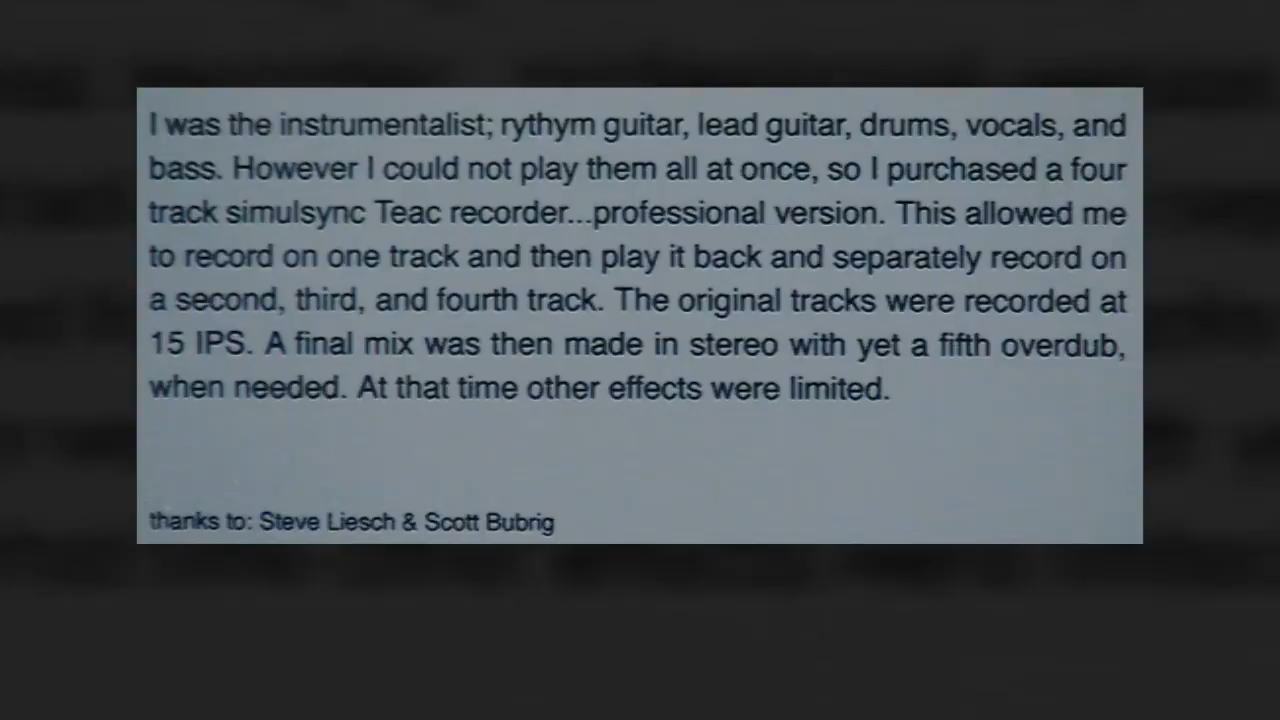 I was the instrumentalist; rythym guitar, lead guitar, drums, vocals, and
bass. However I could not play them all at once, so I purchased a four
track simulsync Teac recorder...professional version. This allowed me
to record on one track and then play it back and separately record on
a second, third, and fourth track. The original tracks were recorded at
15 IPS. A final mix was then made in stereo with yet a fifth overdub,
when needed. At that time other effects were limited.
thanks to: Steve Liesch & Scott Bubrig